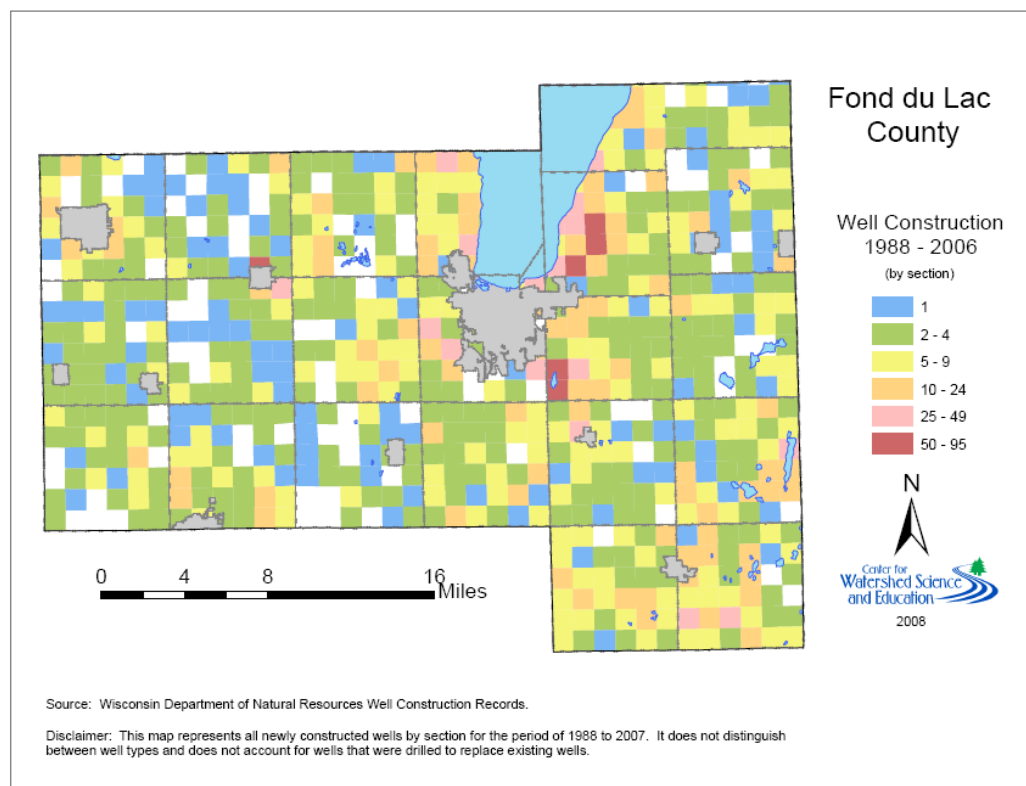 Fond du Lac
County
Well Construction
1988 - 2006
(by section)
1
2 - 4
5 - 9
10 - 24
25 - 49
50 - 95
N
Center for
Watershed Science
and Education
2008
0 4 8 16
Miles
Source: Wisconsin Department of Natural Resources Well Construction Records.
Disclaimer: This map represents all newly constructed wells by section for the period of 1988 to 2007. It does not distinguish
between well types and does not account for wells that were drilled to replace existing wells.